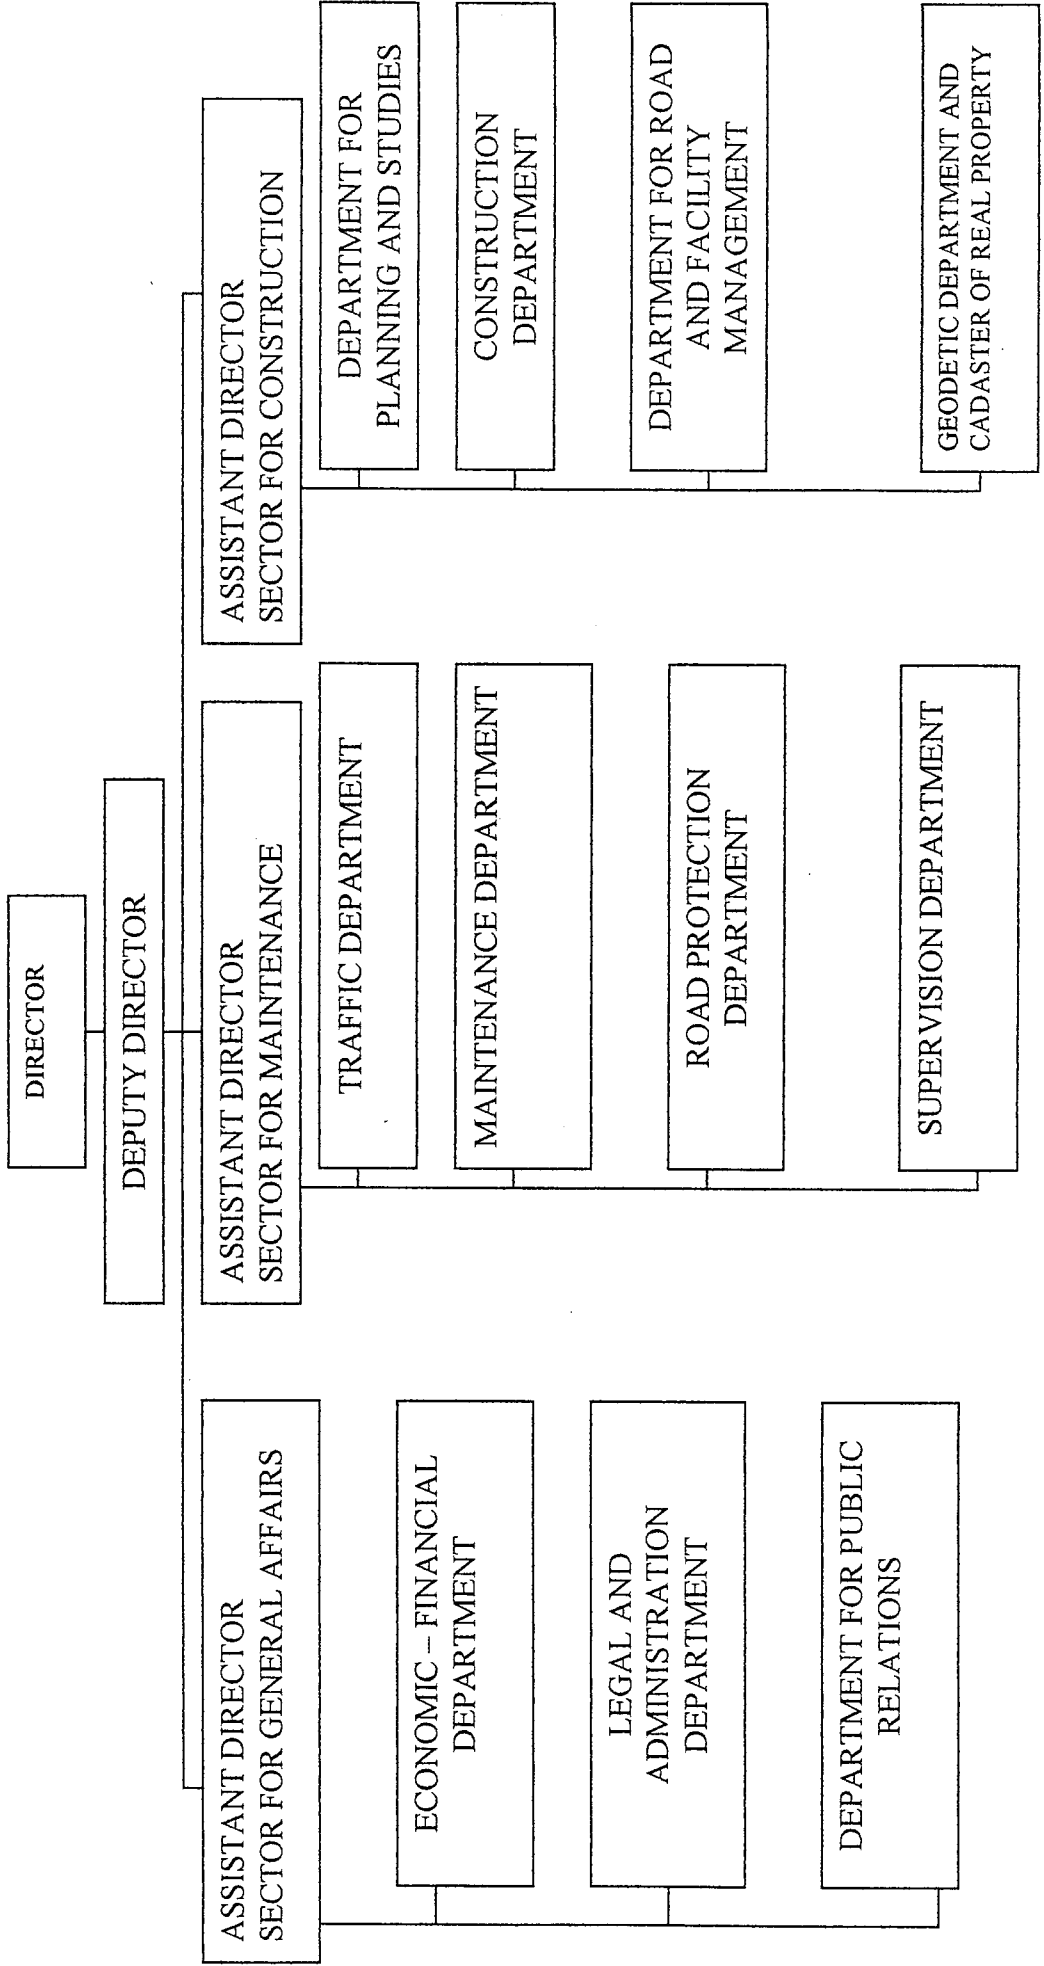 DIRECTOR
DEPUTY DIRECTOR
ASSISTANT DIRECTOR
SECTOR FOR GENERAL AFFAIRS
ECONOMIC – FINANCIAL
DEPARTMENT
LEGAL AND
ADMINISTRATION
DEPARTMENT
DEPARTMENT FOR PUBLIC
RELATIONS
ASSISTANT DIRECTOR
SECTOR FOR MAINTENANCE
TRAFFIC DEPARTMENT
MAINTENANCE DEPARTMENT
ROAD PROTECTION
DEPARTMENT
SUPERVISION DEPARTMENT
ASSISTANT DIRECTOR
SECTOR FOR CONSTRUCTION
DEPARTMENT FOR
PLANNING AND STUDIES
CONSTRUCTION
DEPARTMENT
DEPARTMENT FOR ROAD
AND FACILITY
MANAGEMENT
GEODETIC DEPARTMENT AND
CADASTER OF REAL PROPERTY